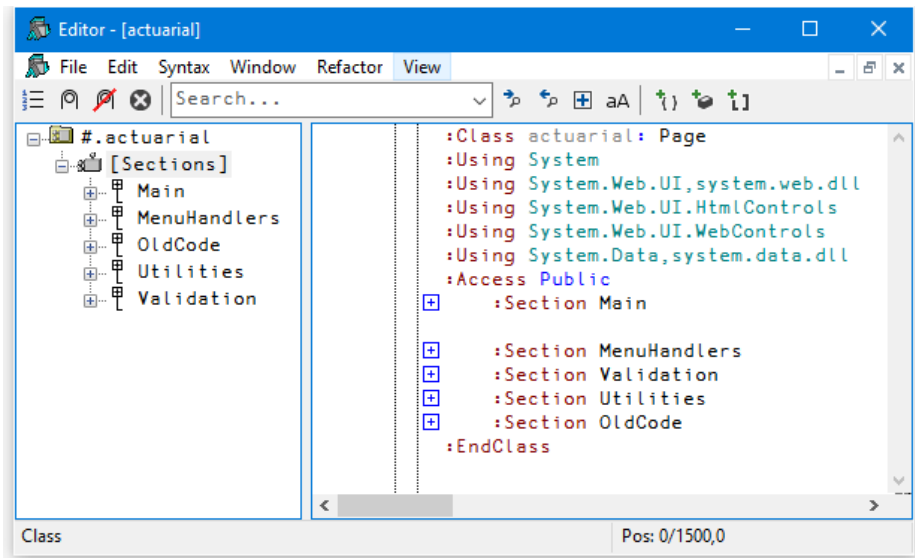 Editor - [actuarial]
File Edit Syntax Window Refactor View
Search... aA
#.actuarial
[Sections]
Main
MenuHandlers
OldCode
Utilities
Validation
:Class actuarial: Page
:Using System
:Using System.Web.UI,system.web.dll
:Using System.Web.UI.HtmlControls
:Using System.Web.UI.WebControls
:Using System.Data,system.data.dll
:Access Public
:Section Main
:Section MenuHandlers
:Section Validation
:Section Utilities
:Section OldCode
:EndClass
Class Pos: 0/1500,0